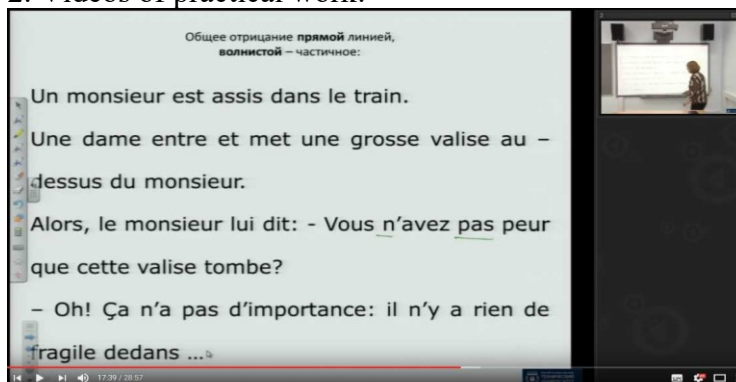 2. Videos of practical work.
Общее отрицание прямой линией,
волнистой – частичное:
Un monsieur est assis dans le train.
Une dame entre et met une grosse valise au –
dessus du monsieur.
Alors, le monsieur lui dit: - Vous n’avez pas peur
que cette valise tombe?
– Oh! Ça n’a pas d’importance: il n’y a rien de
fragile dedans ...
17:39 / 28:57